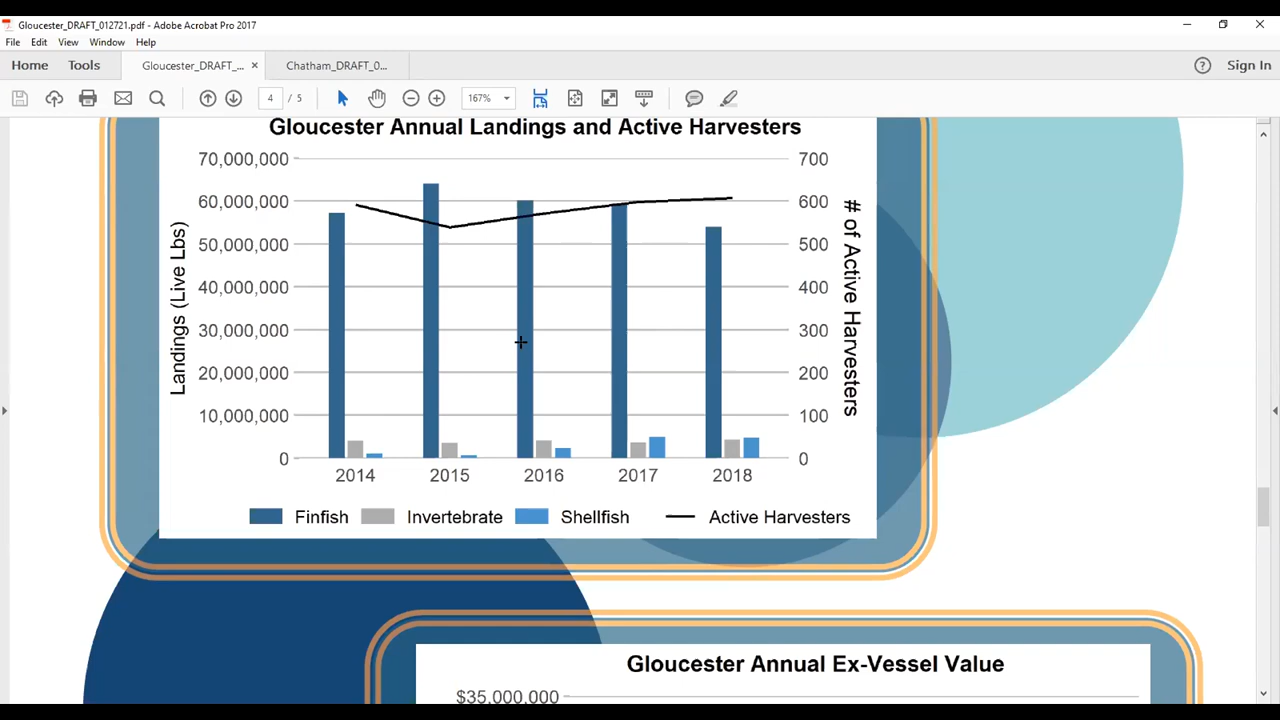 Gloucester_DRAFT_012721.pdf - Adobe Acrobat Pro 2017
File Edit View Window Help
Home Tools Gloucester_DRAFT_... × Chatham_DRAFT_0... ? Sign In
4 / 5 167%
Gloucester Annual Landings and Active Harvesters
70,000,000 700
60,000,000 600
50,000,000 500
40,000,000 400
30,000,000 300
20,000,000 200
10,000,000 100
0 0
Landings (Live Lbs)
# of Active Harvesters
2014 2015 2016 2017 2018
Finfish Invertebrate Shellfish Active Harvesters
Gloucester Annual Ex-Vessel Value
$35,000,000